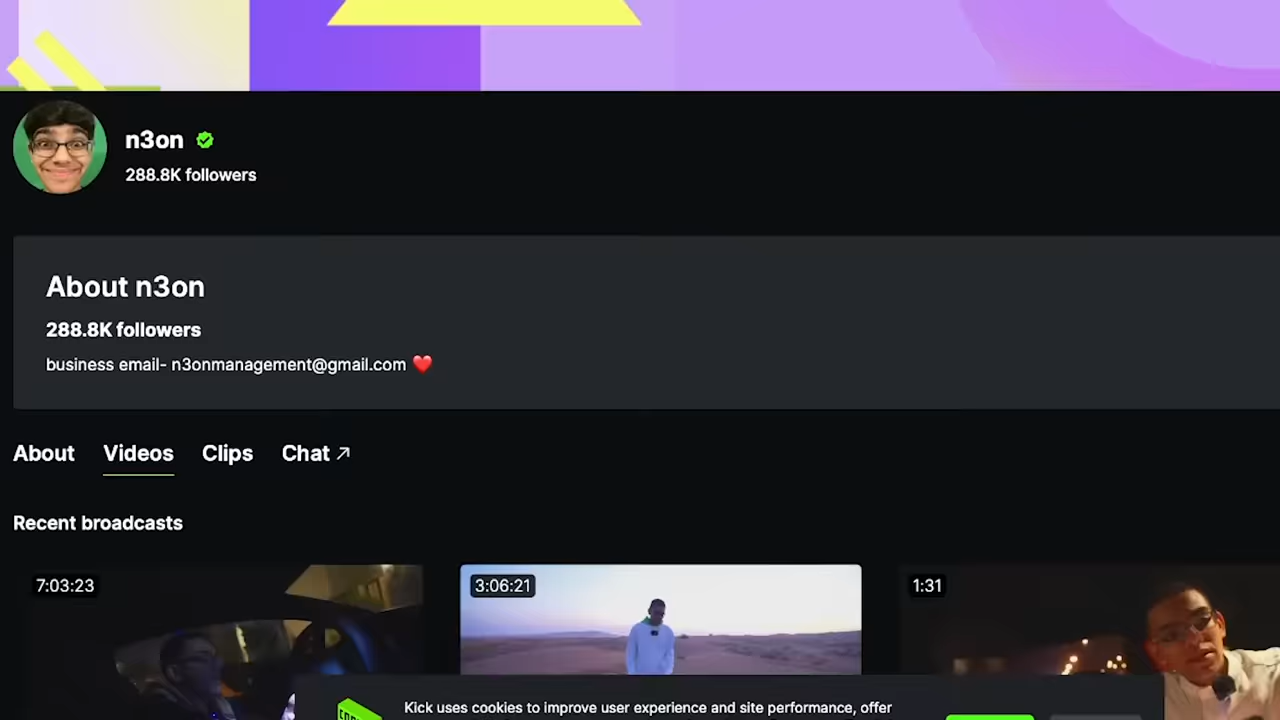 n3on
288.8K followers
About n3on
288.8K followers
business email- n3onmanagement@gmail.com ❤️
About Videos Clips Chat ↗
Recent broadcasts
7:03:23 3:06:21 1:31
Kick uses cookies to improve user experience and site performance, offer